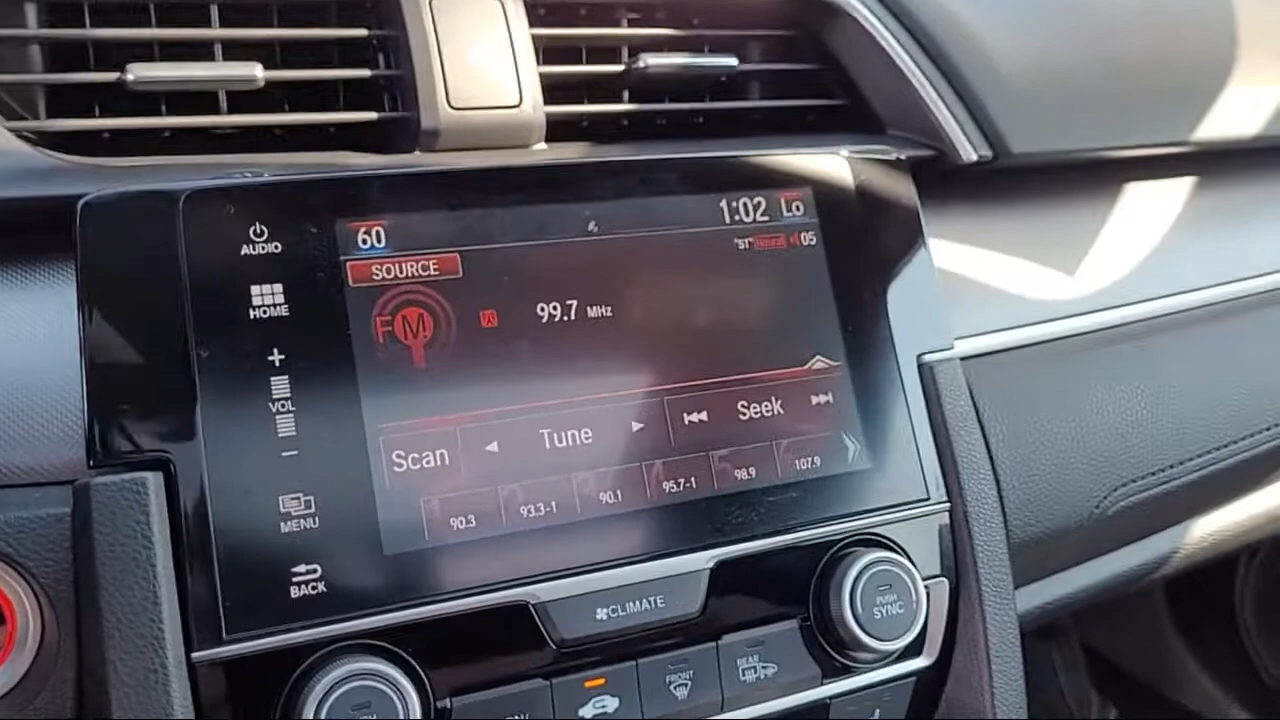 AUDIO
HOME
+
VOL
−
MENU
BACK
60
1:02 Lo
"ST" Neural 05
SOURCE
FM
99.7 MHz
Scan
Tune
Seek
90.3
93.3-1
90.1
95.7-1
98.9
107.9
CLIMATE
PUSH
SYNC
FRONT
REAR